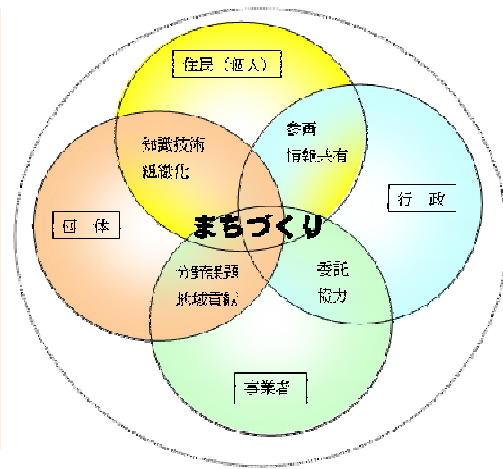 住民（個人）
知識技術
組織化
参画
情報共有
団　体
行　政
まちづくり
分野課題
地域貢献
委託
協力
事業者